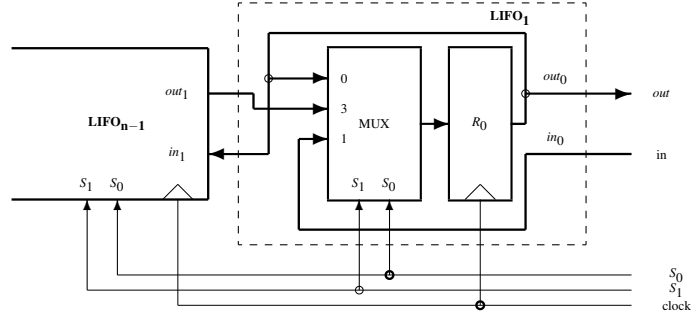 LIFO₁
out₁
0
out₀
out
3
LIFOₙ₋₁
MUX
R₀
1
in₀
in₁
in
S₁ S₀
S₁ S₀
S₀
S₁
clock